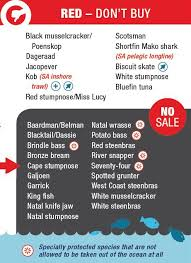 RED – DON'T BUY
Black musselcracker/
Poenskop
Dageraad
Jacopever
Kob (SA inshore
trawl)
Red stumpnose/Miss Lucy
Scotsman
Shortfin Mako shark
(SA pelagic longline)
Biscuit skate
White stumpnose
Bluefin tuna
NO
SALE
Boardman/Belman
Blacktail/Dassie
Brindle bass
Bronze bream
Cape stumpnose
Galjoen
Garrick
King fish
Natal knife jaw
Natal stumpnose
Natal wrasse
Potato bass
Red steenbras
River snapper
Seventy-four
Spotted grunter
West Coast steenbras
White musselcracker
White steenbras
Specially protected species that are not
allowed to be taken out of the ocean at all